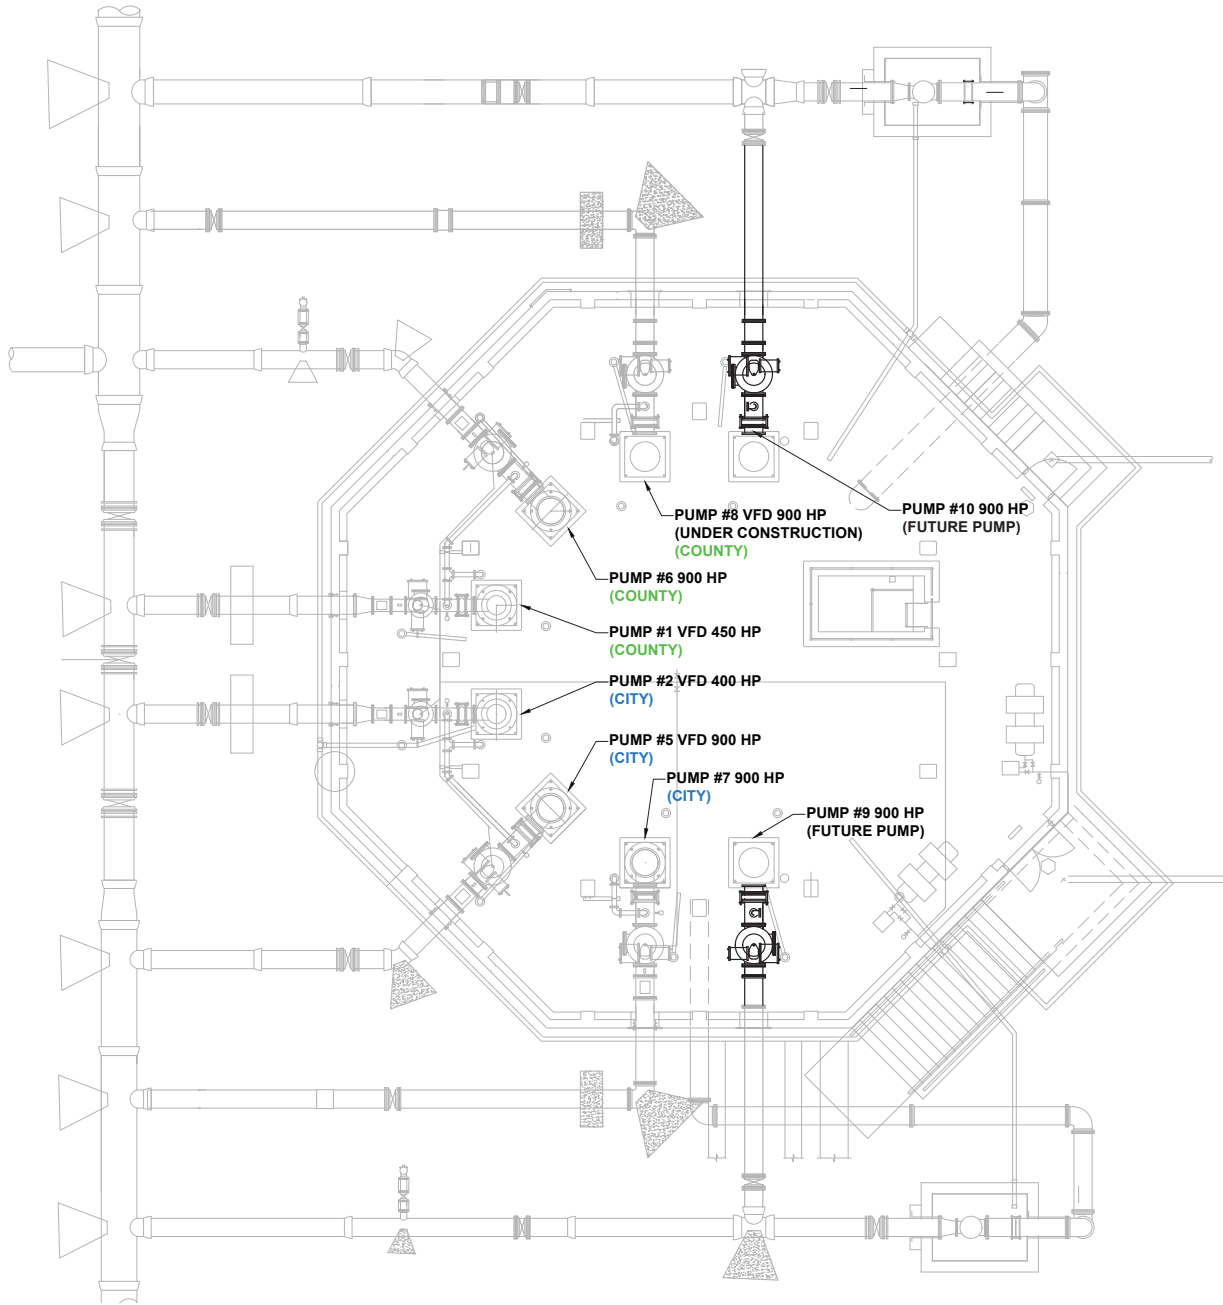 PUMP #10 900 HP
(FUTURE PUMP)
PUMP #8 VFD 900 HP
(UNDER CONSTRUCTION)
(COUNTY)
PUMP #6 900 HP
(COUNTY)
PUMP #1 VFD 450 HP
(COUNTY)
PUMP #2 VFD 400 HP
(CITY)
PUMP #5 VFD 900 HP
(CITY)
PUMP #7 900 HP
(CITY)
PUMP #9 900 HP
(FUTURE PUMP)